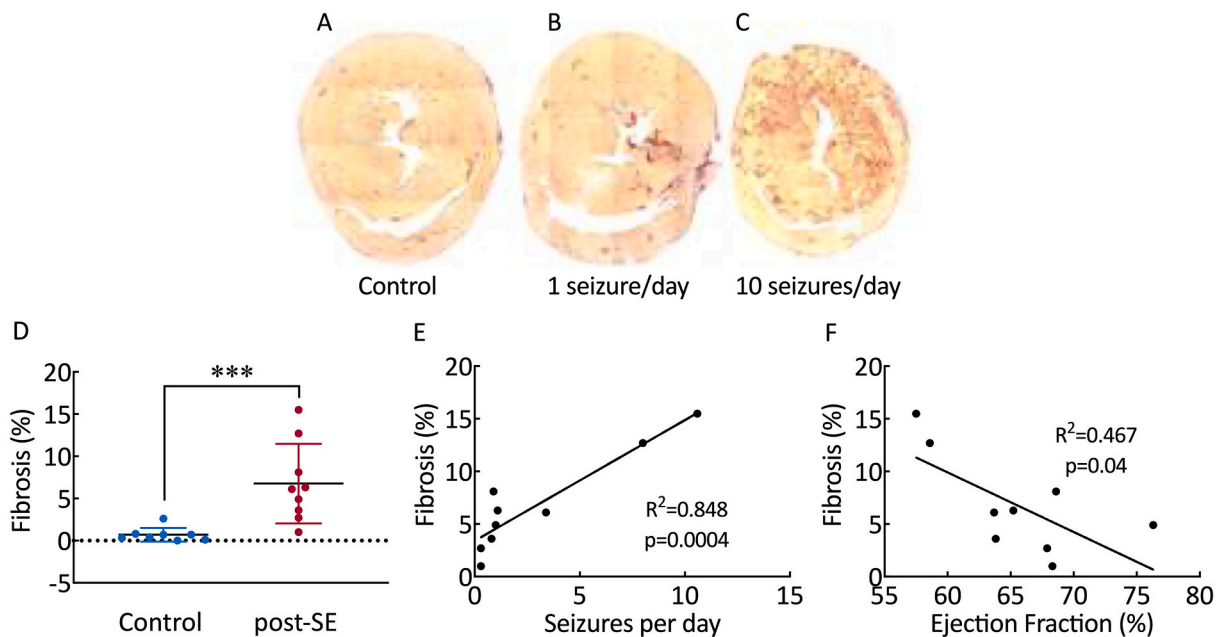 A
B
C
Control
1 seizure/day
10 seizures/day
D
E
F
***
20
15
10
5
0
-5
Fibrosis (%)
Control
post-SE
20
15
10
5
0
Fibrosis (%)
R²=0.848
p=0.0004
0
5
10
15
Seizures per day
20
15
10
5
0
Fibrosis (%)
R²=0.467
p=0.04
55
60
65
70
75
80
Ejection Fraction (%)